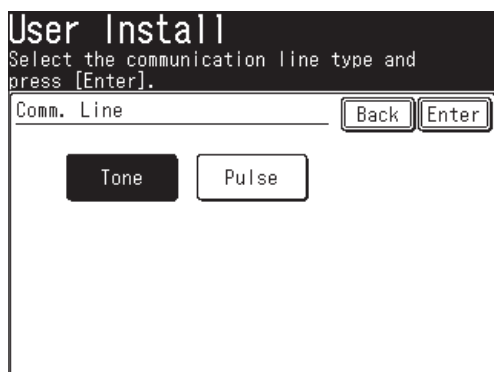 User Install
Select the communication line type and
press [Enter].
Comm. Line
Back Enter
Tone Pulse